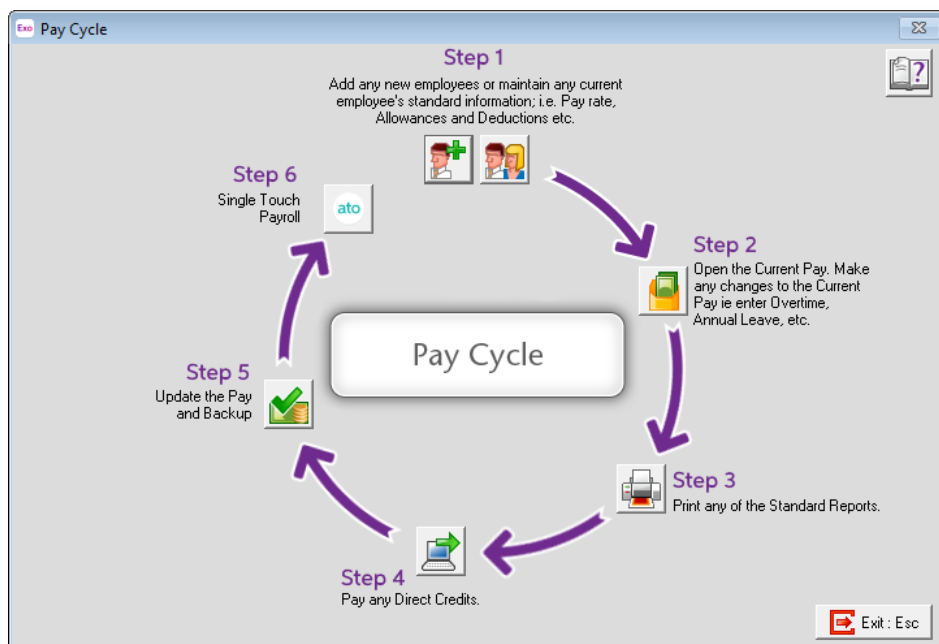 Exo Pay Cycle
Step 1
Add any new employees or maintain any current
employee's standard information; i.e. Pay rate,
Allowances and Deductions etc.
?
Step 6
Single Touch
Payroll
ato
Step 2
Open the Current Pay. Make
any changes to the Current
Pay ie enter Overtime,
Annual Leave, etc.
Pay Cycle
Step 5
Update the Pay
and Backup
Step 3
Print any of the Standard Reports.
Step 4
Pay any Direct Credits.
Exit : Esc